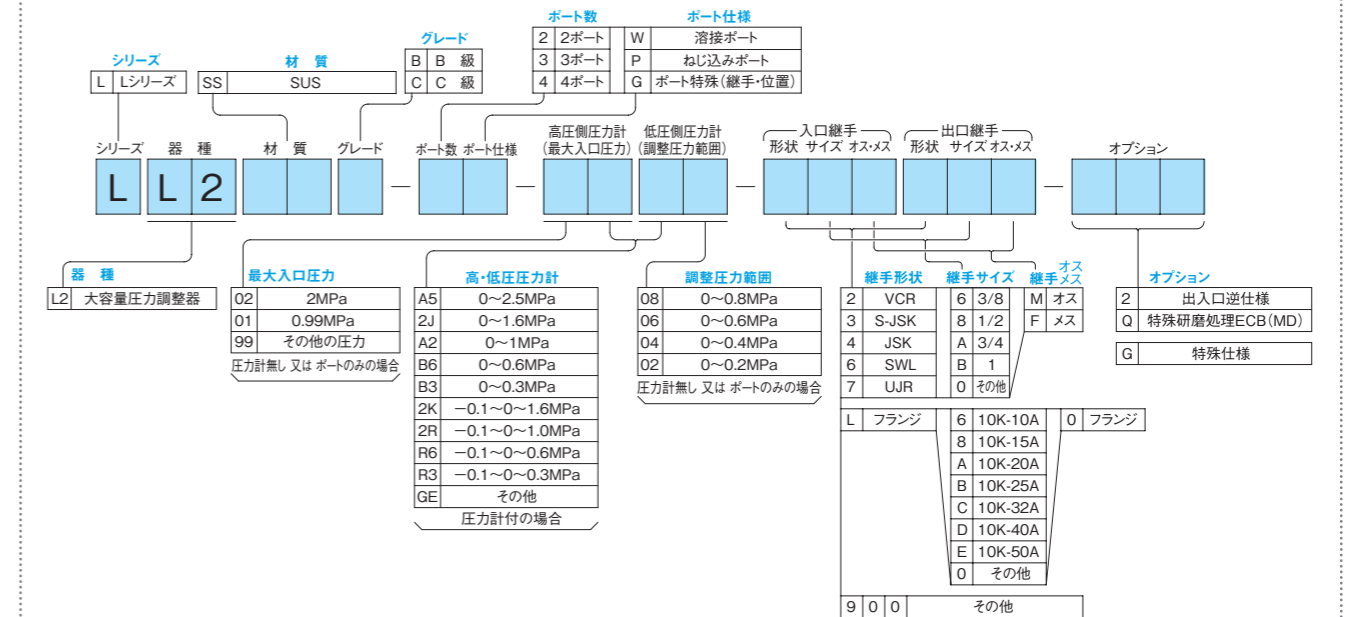 ポート数 ポート仕様
2 2ポート W 溶接ポート
3 3ポート P ねじ込みポート
4 4ポート G ポート特殊(継手・位置)
グレード
B B 級
C C 級
シリーズ 材 質
L Lシリーズ SS SUS
高圧側圧力計 低圧側圧力計 入口継手 出口継手
シリーズ 器 種 材 質 グレード ポート数 ポート仕様 (最大入口圧力) (調整圧力範囲) 形状 サイズ オス・メス 形状 サイズ オス・メス オプション
L L 2 — — — —
器 種
L2 大容量圧力調整器
最大入口圧力
02 2MPa
01 0.99MPa
99 その他の圧力
圧力計無し 又は ポートのみの場合
高・低圧圧力計
A5 0〜2.5MPa
2J 0〜1.6MPa
A2 0〜1MPa
B6 0〜0.6MPa
B3 0〜0.3MPa
2K −0.1〜0〜1.6MPa
2R −0.1〜0〜1.0MPa
R6 −0.1〜0〜0.6MPa
R3 −0.1〜0〜0.3MPa
GE その他
圧力計付の場合
調整圧力範囲
08 0〜0.8MPa
06 0〜0.6MPa
04 0〜0.4MPa
02 0〜0.2MPa
圧力計無し 又は ポートのみの場合
継手形状 継手サイズ 継手オスメス
2 VCR 6 3/8 M オス
3 S-JSK 8 1/2 F メス
4 JSK A 3/4
6 SWL B 1
7 UJR 0 その他
L フランジ 6 10K-10A 0 フランジ
8 10K-15A
A 10K-20A
B 10K-25A
C 10K-32A
D 10K-40A
E 10K-50A
0 その他
9 0 0 その他
オプション
2 出入口逆仕様
Q 特殊研磨処理ECB(MD)
G 特殊仕様